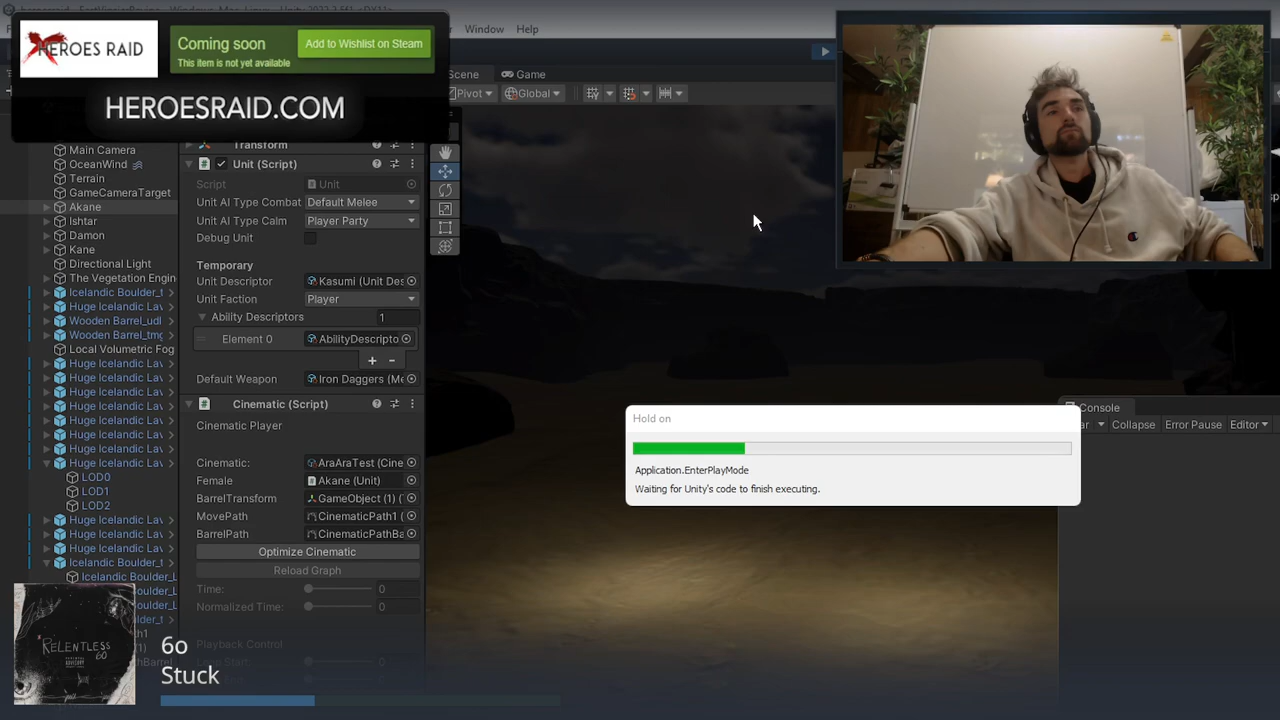 Window Help
HEROES RAID
Coming soon
This item is not yet available
Add to Wishlist on Steam
HEROESRAID.COM
Scene
Game
Pivot
Global
Main Camera
OceanWind
Terrain
GameCameraTarget
Akane
Ishtar
Damon
Kane
Directional Light
The Vegetation Engin
Icelandic Boulder_t
Huge Icelandic Lav
Wooden Barrel_udl
Wooden Barrel_tmg
Local Volumetric Fog
Huge Icelandic Lav
Huge Icelandic Lav
Huge Icelandic Lav
Huge Icelandic Lav
Huge Icelandic Lav
Huge Icelandic Lav
Huge Icelandic Lav
Huge Icelandic Lav
LOD0
LOD1
LOD2
Huge Icelandic Lav
Huge Icelandic Lav
Huge Icelandic Lav
Icelandic Boulder_t
Icelandic Boulder_L
Transform
Unit (Script)
Script Unit
Unit AI Type Combat Default Melee
Unit AI Type Calm Player Party
Debug Unit
Temporary
Unit Descriptor Kasumi (Unit Des
Unit Faction Player
Ability Descriptors 1
Element 0 AbilityDescripto
+ -
Default Weapon Iron Daggers (Me
Cinematic (Script)
Cinematic Player
Cinematic: AraAraTest (Cine
Female Akane (Unit)
BarrelTransform GameObject (1) (
MovePath CinematicPath1 (
BarrelPath CinematicPathBa
Optimize Cinematic
Reload Graph
Time: 0
Normalized Time: 0
Playback Control
Hold on
Application.EnterPlayMode
Waiting for Unity's code to finish executing.
Console
Collapse Error Pause Editor
RELENTLESS
60
6o
Stuck